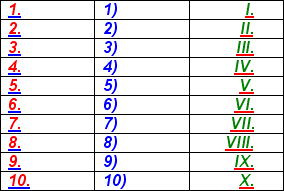 1. 1) I.
2. 2) II.
3. 3) III.
4. 4) IV.
5. 5) V.
6. 6) VI.
7. 7) VII.
8. 8) VIII.
9. 9) IX.
10. 10) X.